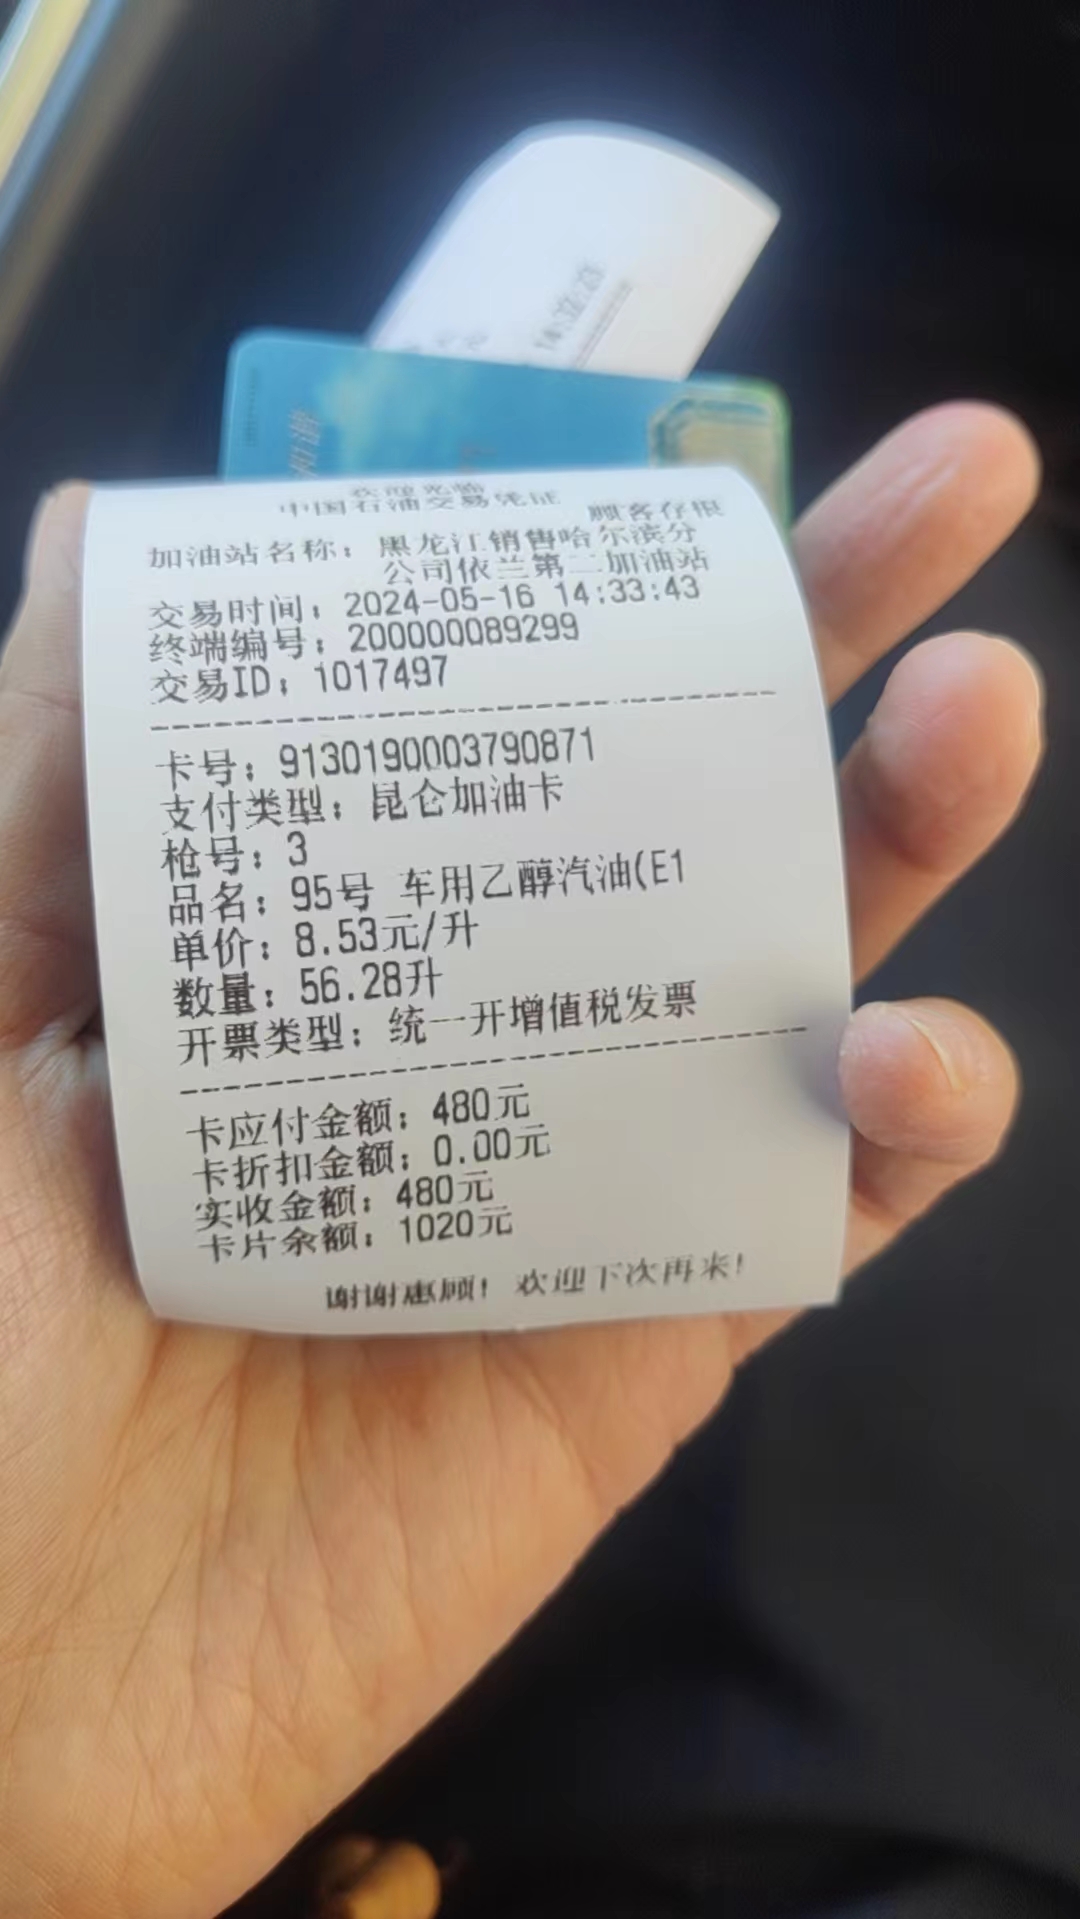 14:32:23
欢迎光临
中国石油交易凭证
顾客存根
加油站名称：黑龙江销售哈尔滨分
公司依兰第二加油站
交易时间：2024-05-16 14:33:43
终端编号：200000089299
交易ID：1017497
卡号：9130190003790871
支付类型：昆仑加油卡
枪号：3
品名：95号 车用乙醇汽油(E1
单价：8.53元/升
数量：56.28升
开票类型：统一开增值税发票
卡应付金额：480元
卡折扣金额：0.00元
实收金额：480元
卡片余额：1020元
谢谢惠顾！欢迎下次再来！